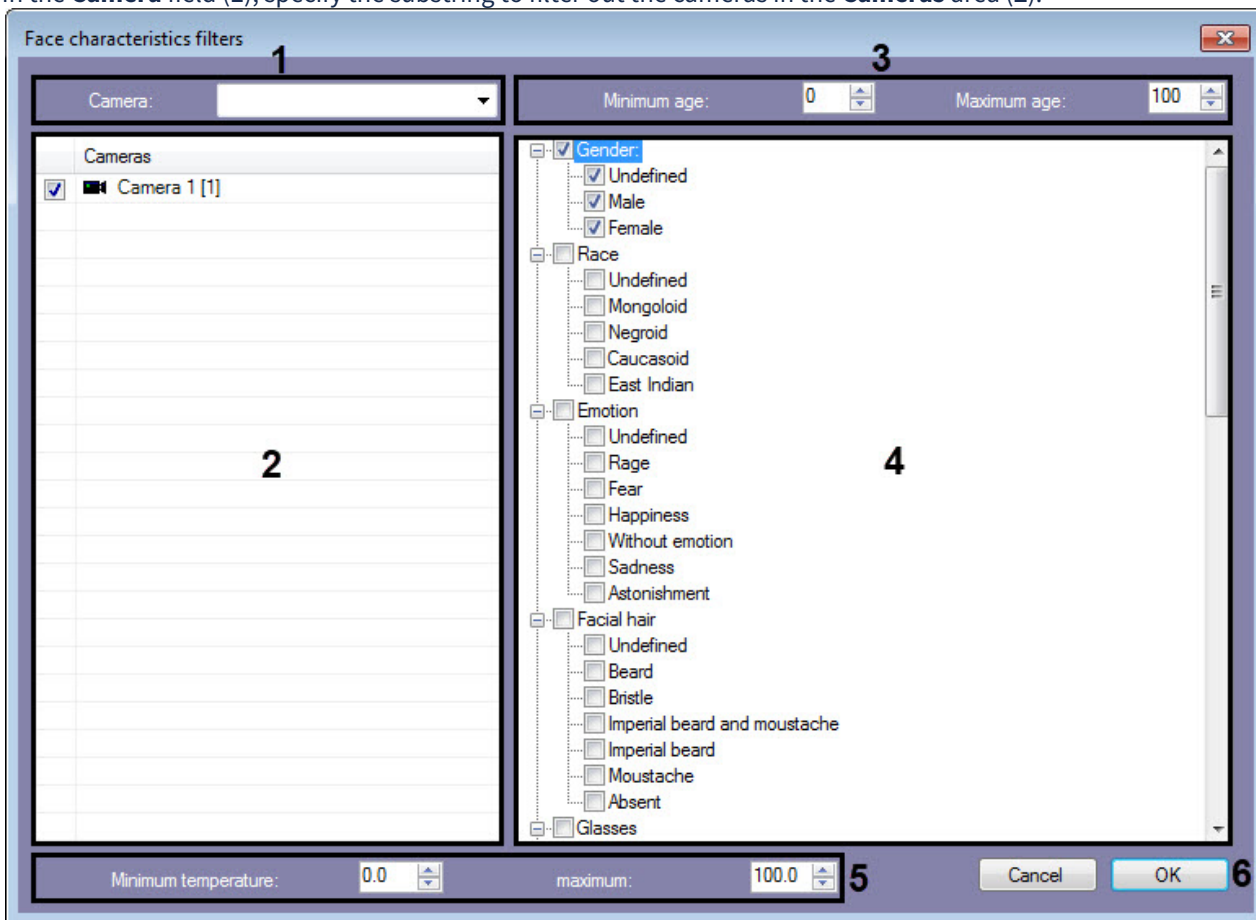 In the Camera field (1), specify the substring to filter out the cameras in the Cameras area (2).
Face characteristics filters
1
3
Camera:
Minimum age: 0 Maximum age: 100
Cameras
Camera 1 [1]
2
Gender:
Undefined
Male
Female
Race
Undefined
Mongoloid
Negroid
Caucasoid
East Indian
Emotion
Undefined
Rage
Fear
Happiness
Without emotion
Sadness
Astonishment
Facial hair
Undefined
Beard
Bristle
Imperial beard and moustache
Imperial beard
Moustache
Absent
Glasses
4
Minimum temperature: 0.0 maximum: 100.0 5
Cancel OK 6